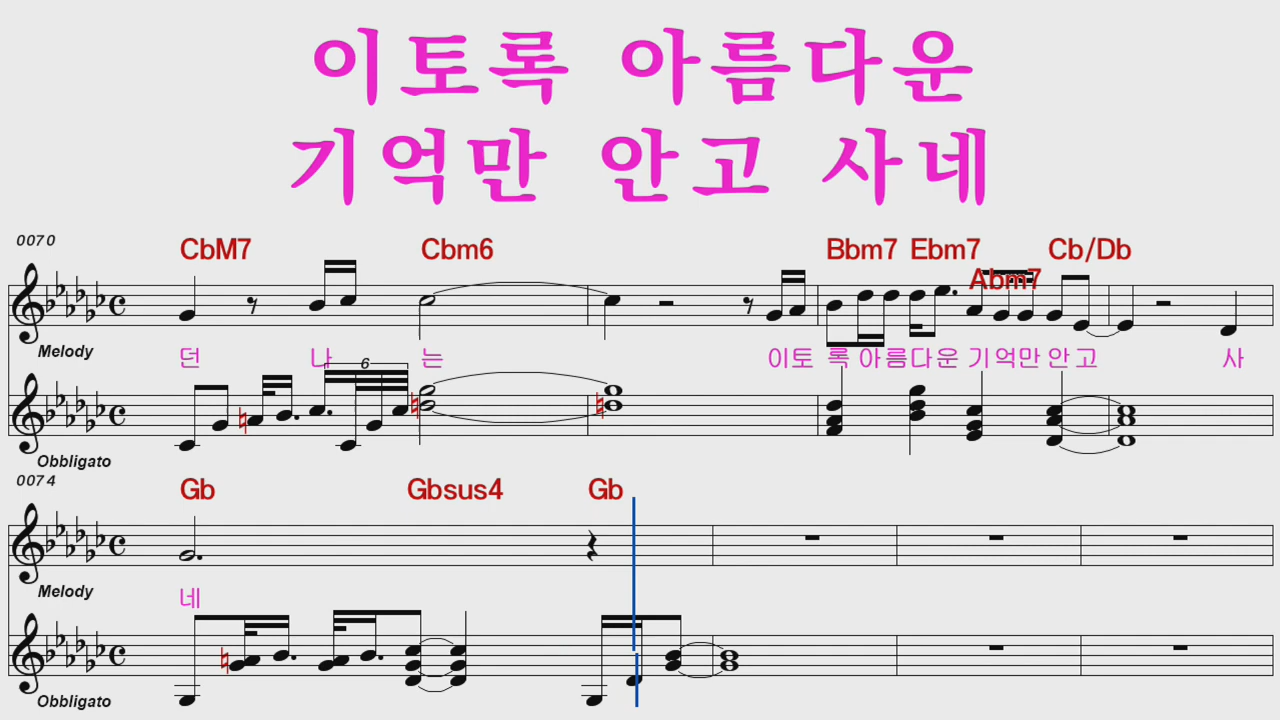 이토록 아름다운
기억만 안고 사네
0070
CbM7 Cbm6 Bbm7 Ebm7 Abm7 Cb/Db
Melody
던 나 는 이토 록 아름다운 기억만 안고 사
6
Obbligato
0074
Gb Gbsus4 Gb
Melody
네
Obbligato